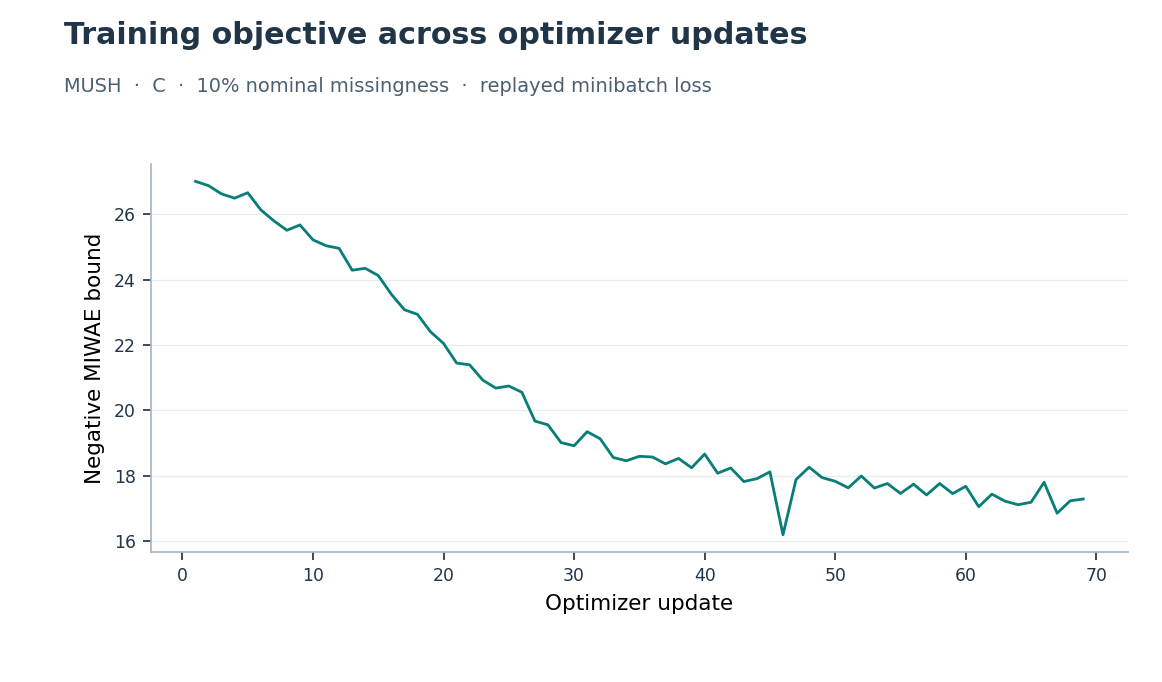 Training objective across optimizer updates
MUSH · C · 10% nominal missingness · replayed minibatch loss
Negative MIWAE bound
26
24
22
20
18
16
0 10 20 30 40 50 60 70
Optimizer update